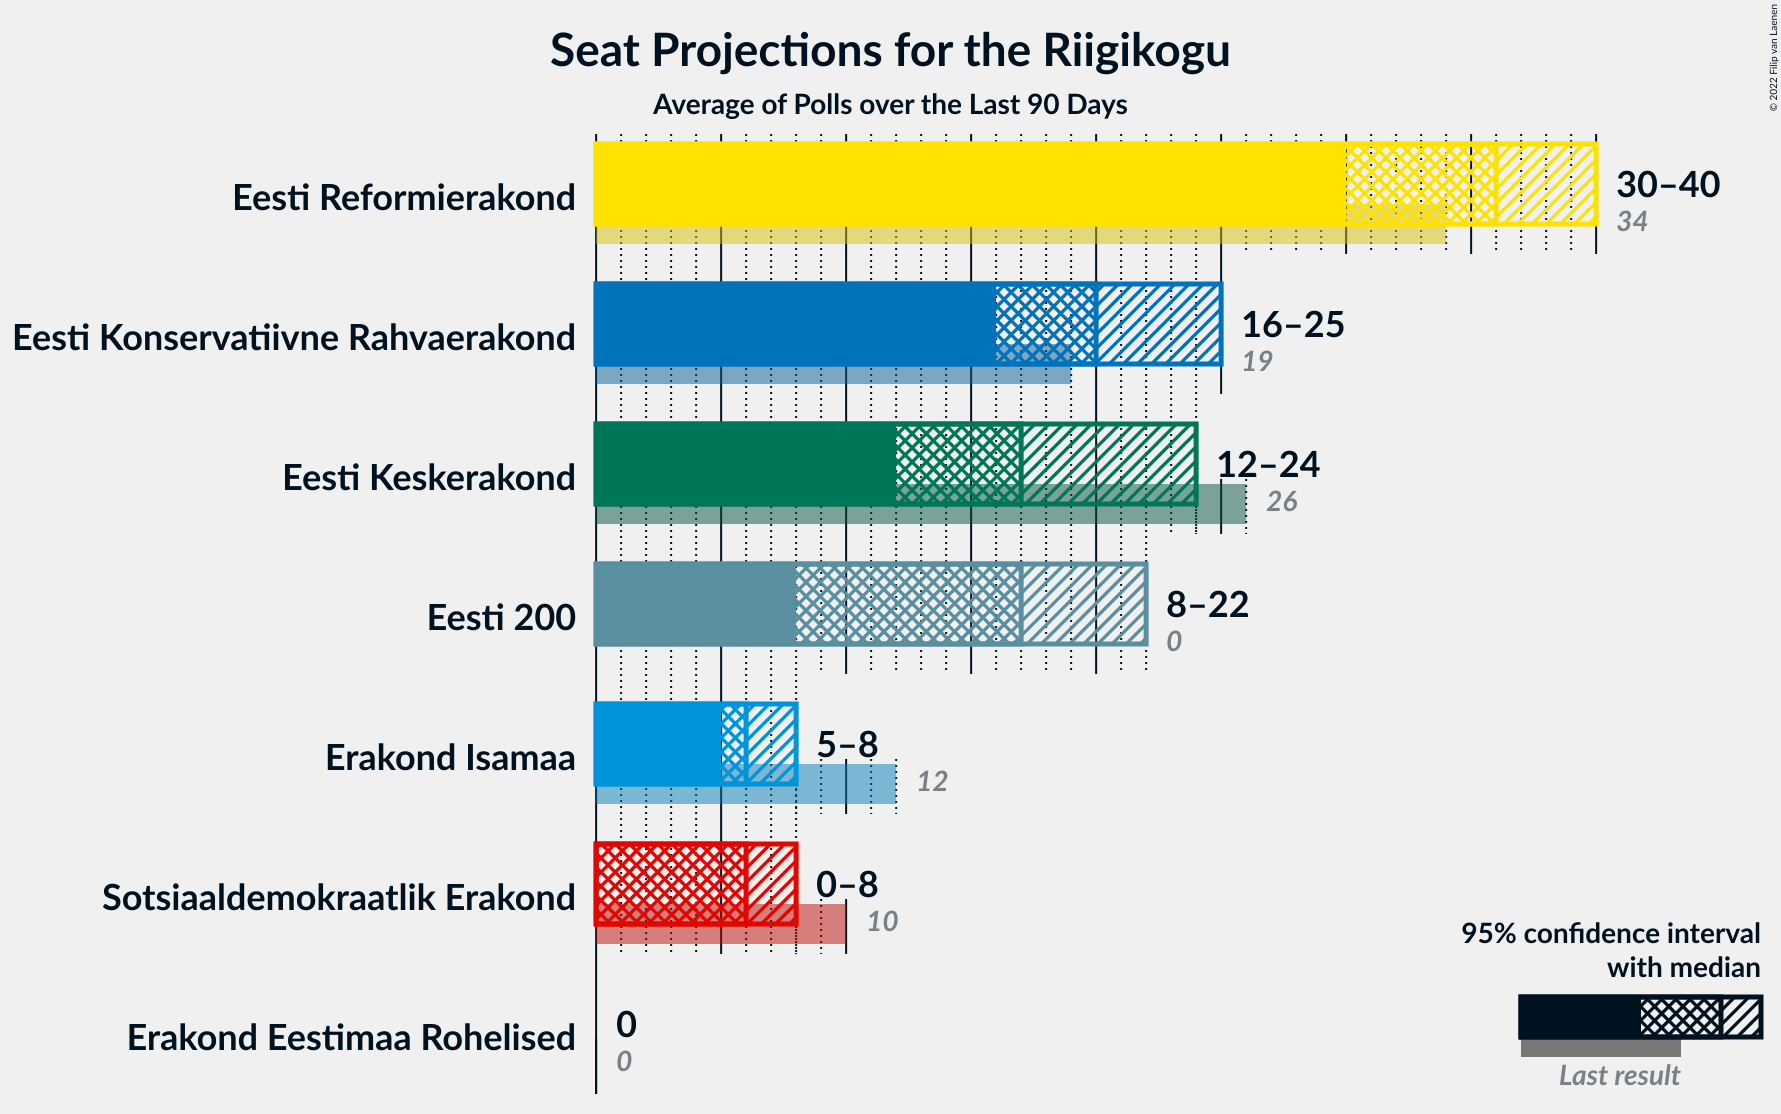 Seat Projections for the Riigikogu
Average of Polls over the Last 90 Days
© 2022 Filip van Laenen
Eesti Reformierakond
30–40
34
Eesti Konservatiivne Rahvaerakond
16–25
19
Eesti Keskerakond
12–24
26
Eesti 200
8–22
0
Erakond Isamaa
5–8
12
Sotsiaaldemokraatlik Erakond
0–8
10
Erakond Eestimaa Rohelised
0
0
95% confidence interval
with median
Last result